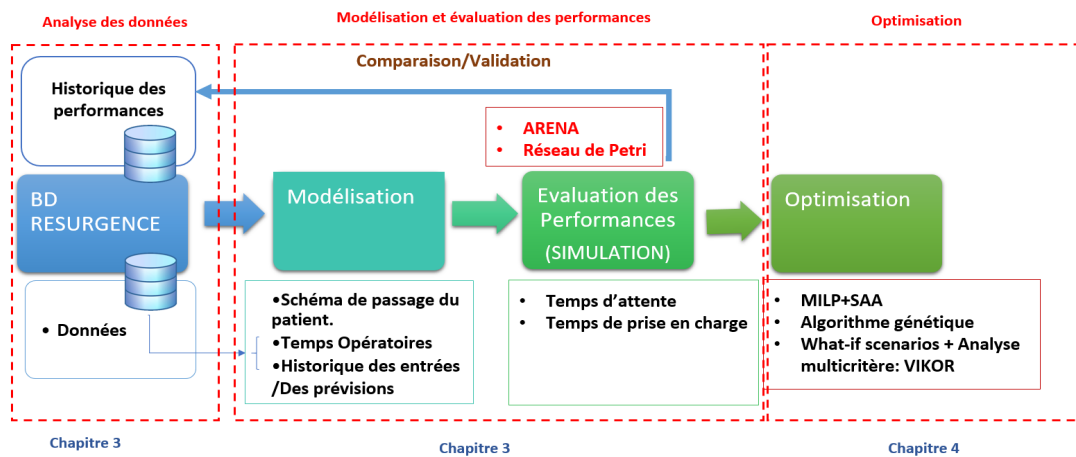 Analyse des données
Modélisation et évaluation des performances
Optimisation
Comparaison/Validation
Historique des
performances
• ARENA
• Réseau de Petri
BD
RESURGENCE
Modélisation
Evaluation des
Performances
(SIMULATION)
Optimisation
• Données
•Schéma de passage du
patient.
•Temps Opératoires
•Historique des entrées
/Des prévisions
• Temps d'attente
• Temps de prise en charge
• MILP+SAA
• Algorithme génétique
• What-if scenarios + Analyse
multicritère: VIKOR
Chapitre 3
Chapitre 3
Chapitre 4